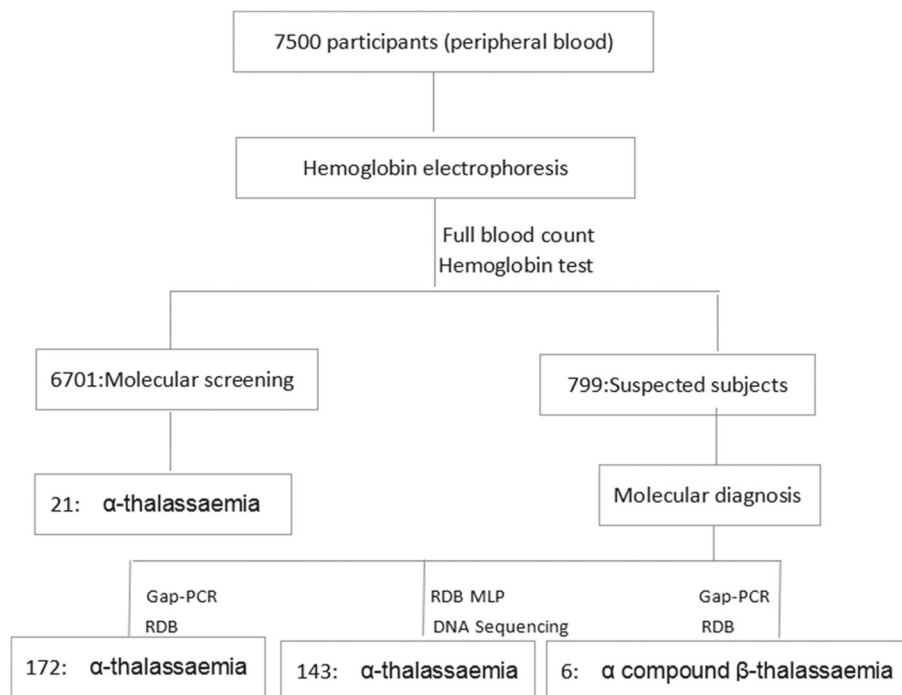 7500 participants (peripheral blood)
Hemoglobin electrophoresis
Full blood count
Hemoglobin test
6701:Molecular screening
799:Suspected subjects
21: α-thalassaemia
Molecular diagnosis
Gap-PCR
RDB
RDB MLP
DNA Sequencing
Gap-PCR
RDB
172: α-thalassaemia
143: α-thalassaemia
6: α compound β-thalassaemia